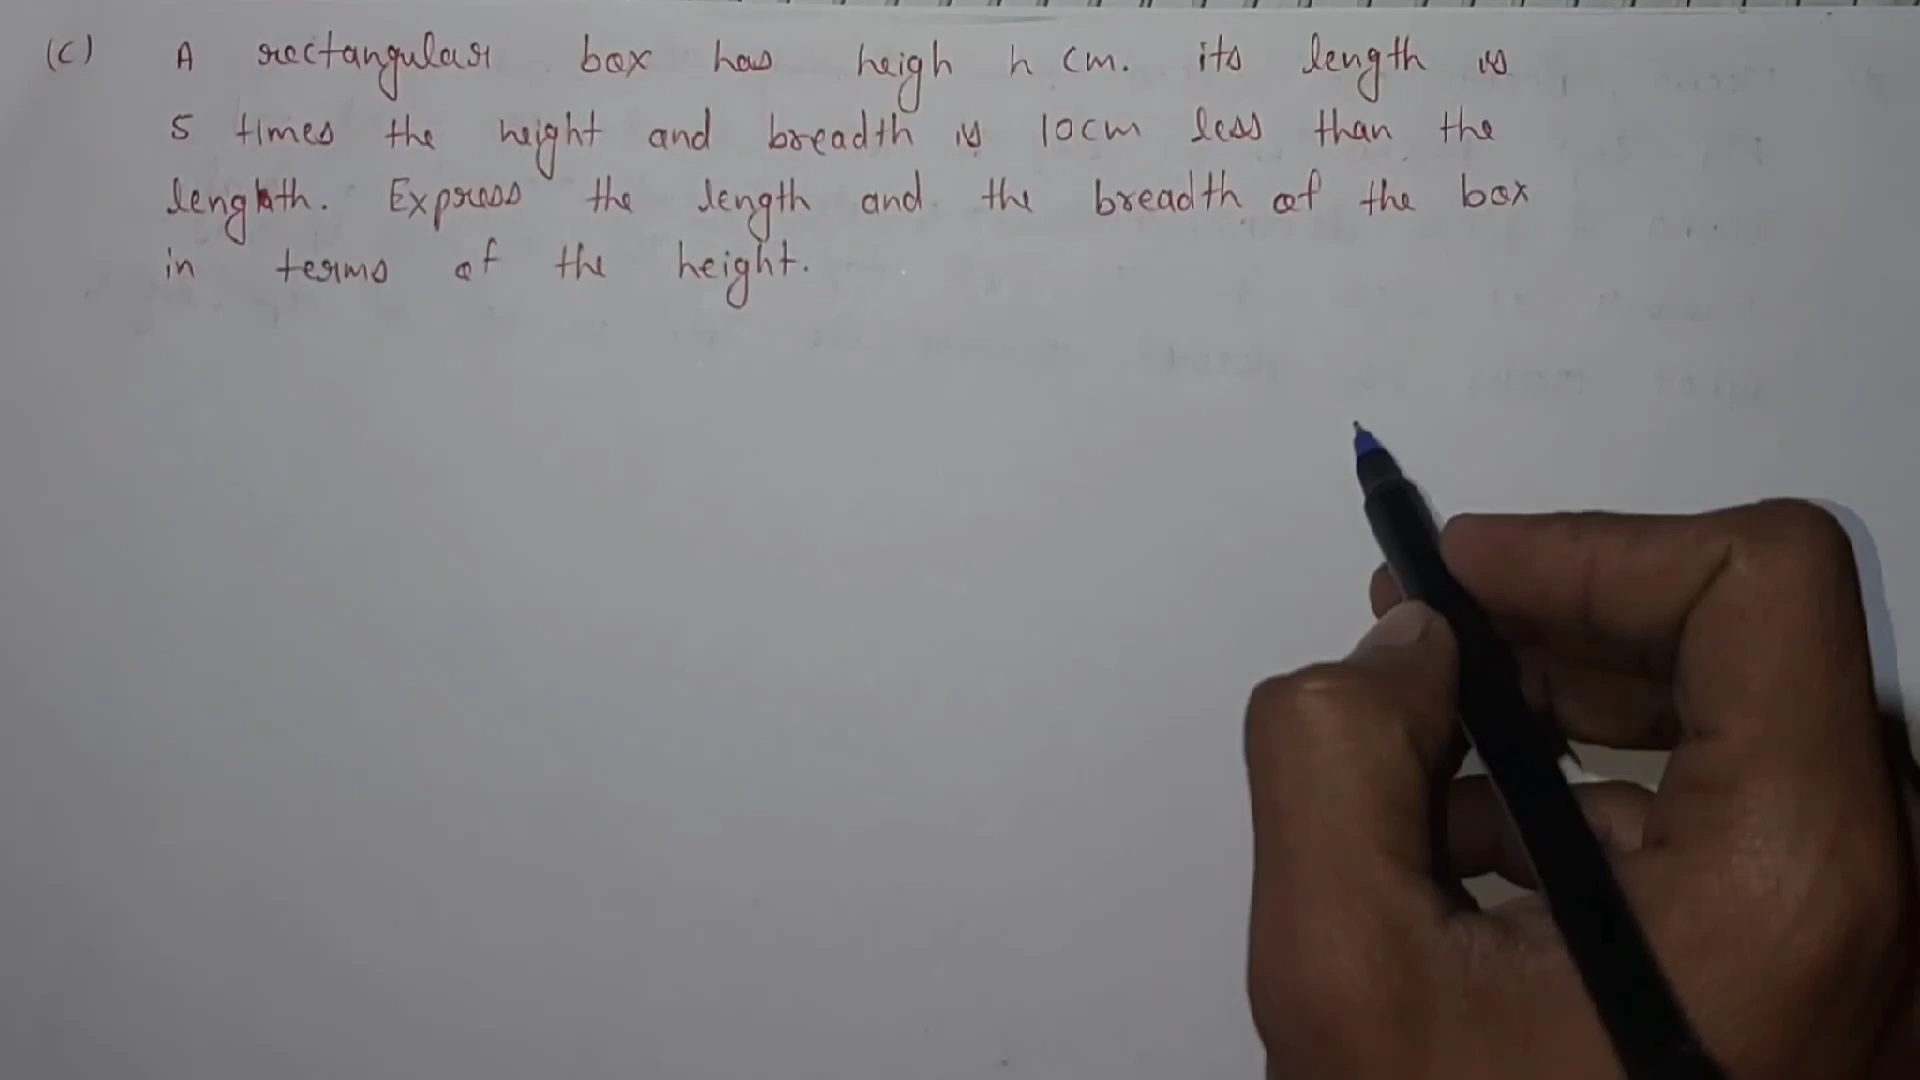 (C) A rectangular box has heigh h cm. its length is
5 times the height and breadth is 10cm less than the
length. Express the length and the breadth of the box
in terms of the height.